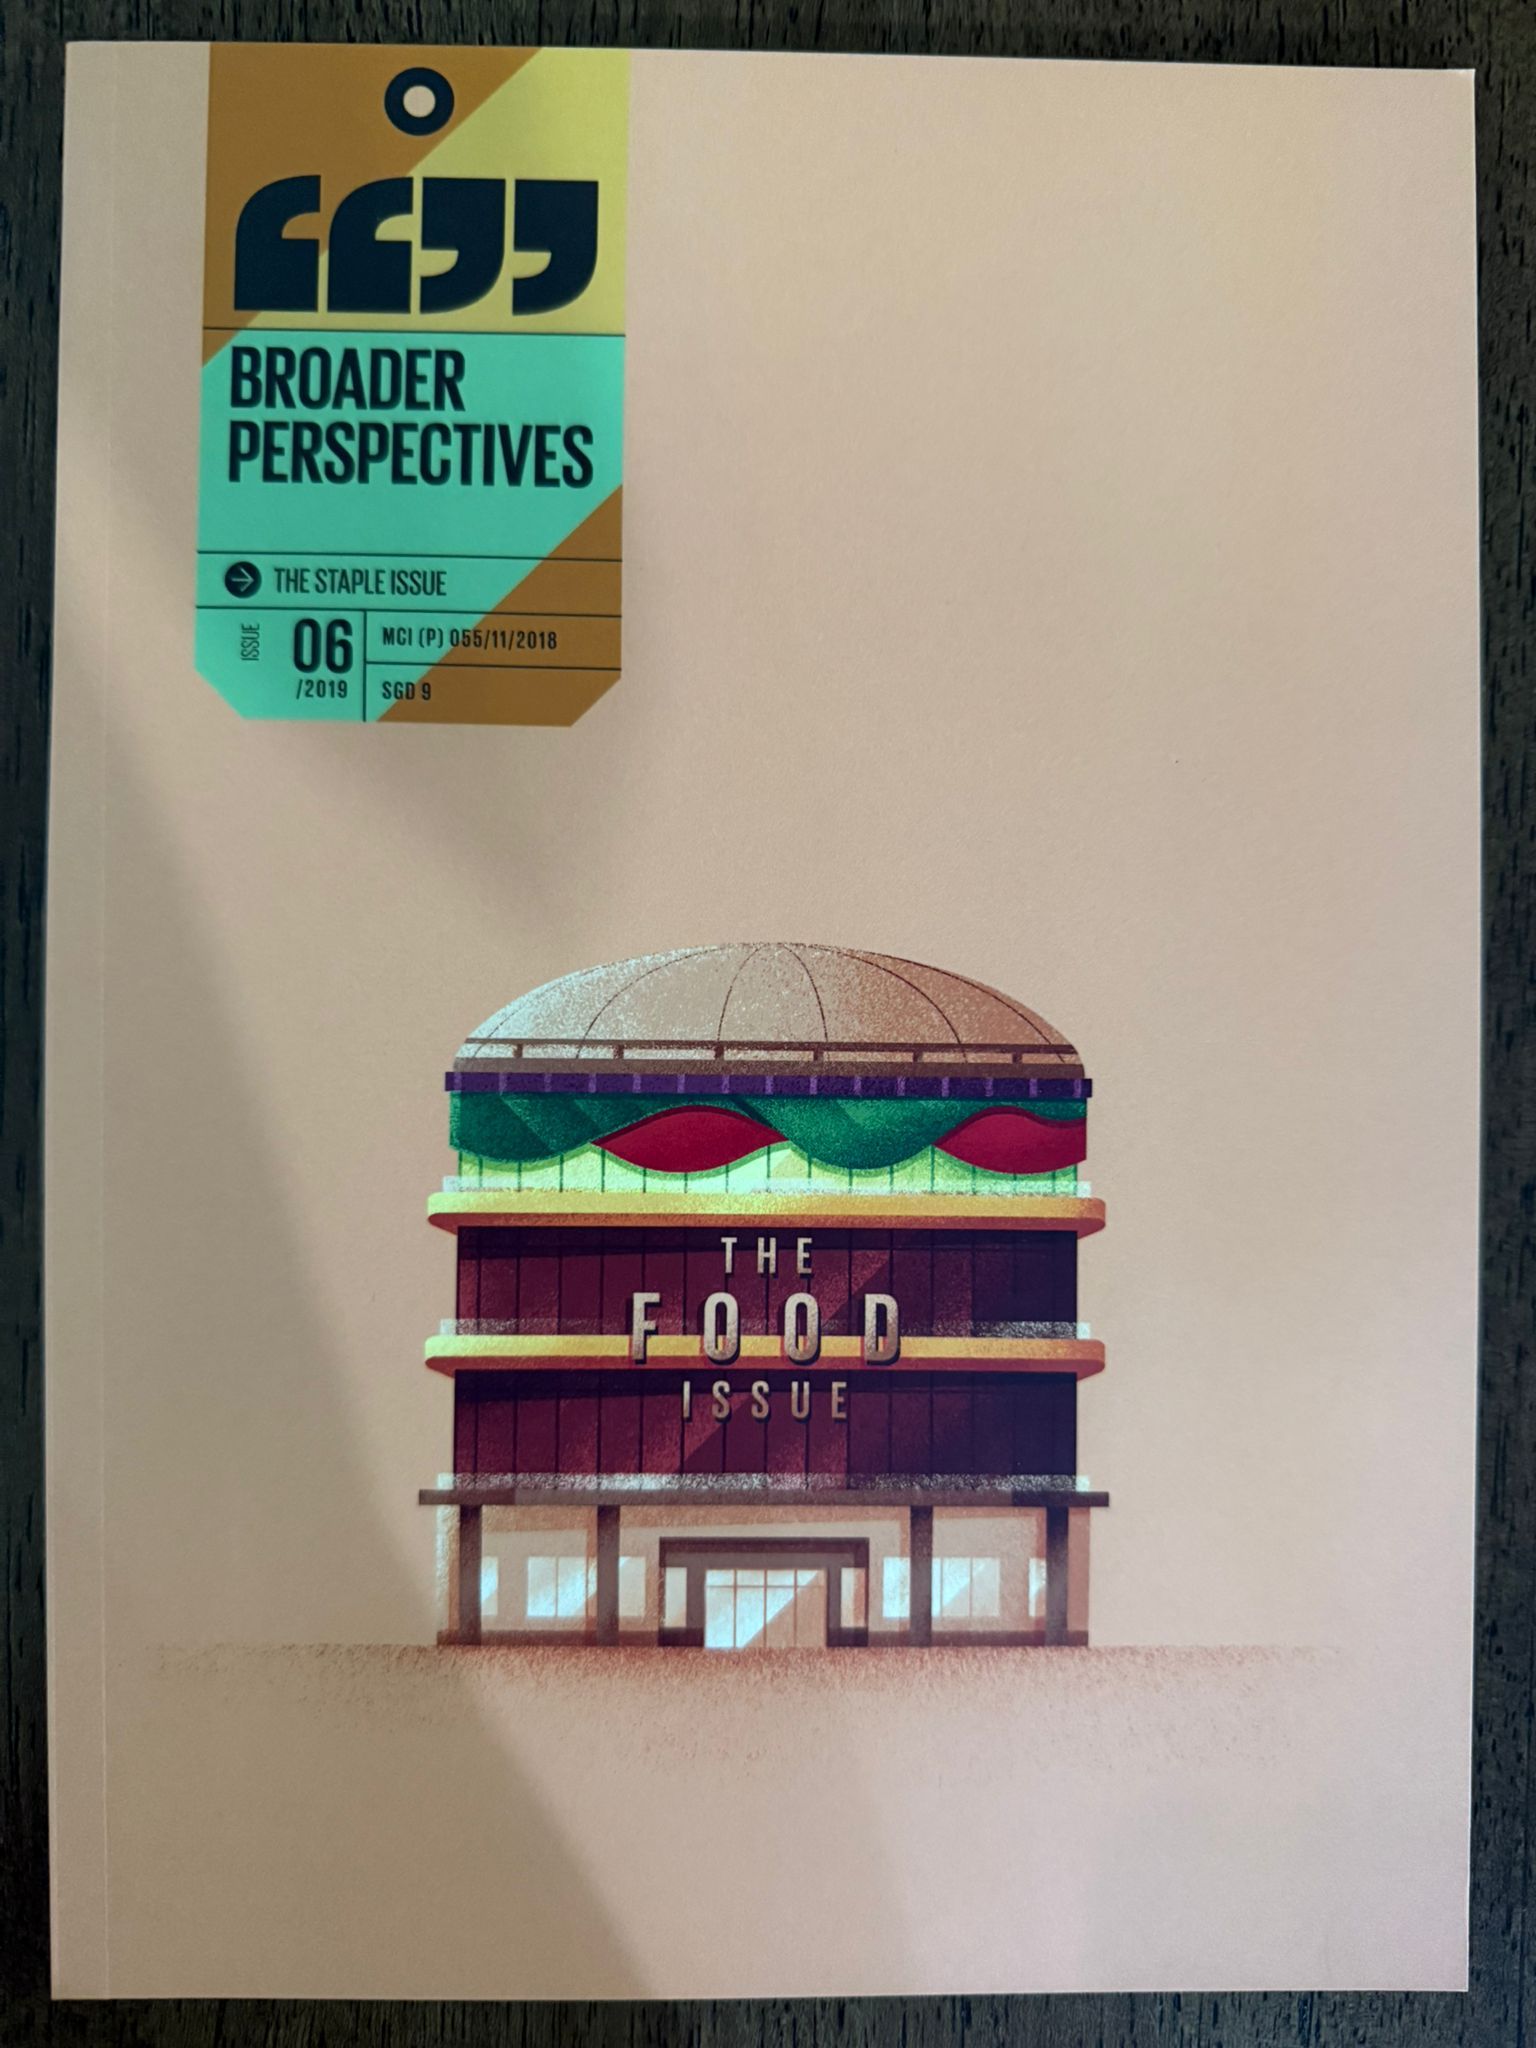 BROADER
PERSPECTIVES
THE STAPLE ISSUE
ISSUE
06
/2019
MCI (P) 055/11/2018
SGD 9
THE
FOOD
ISSUE